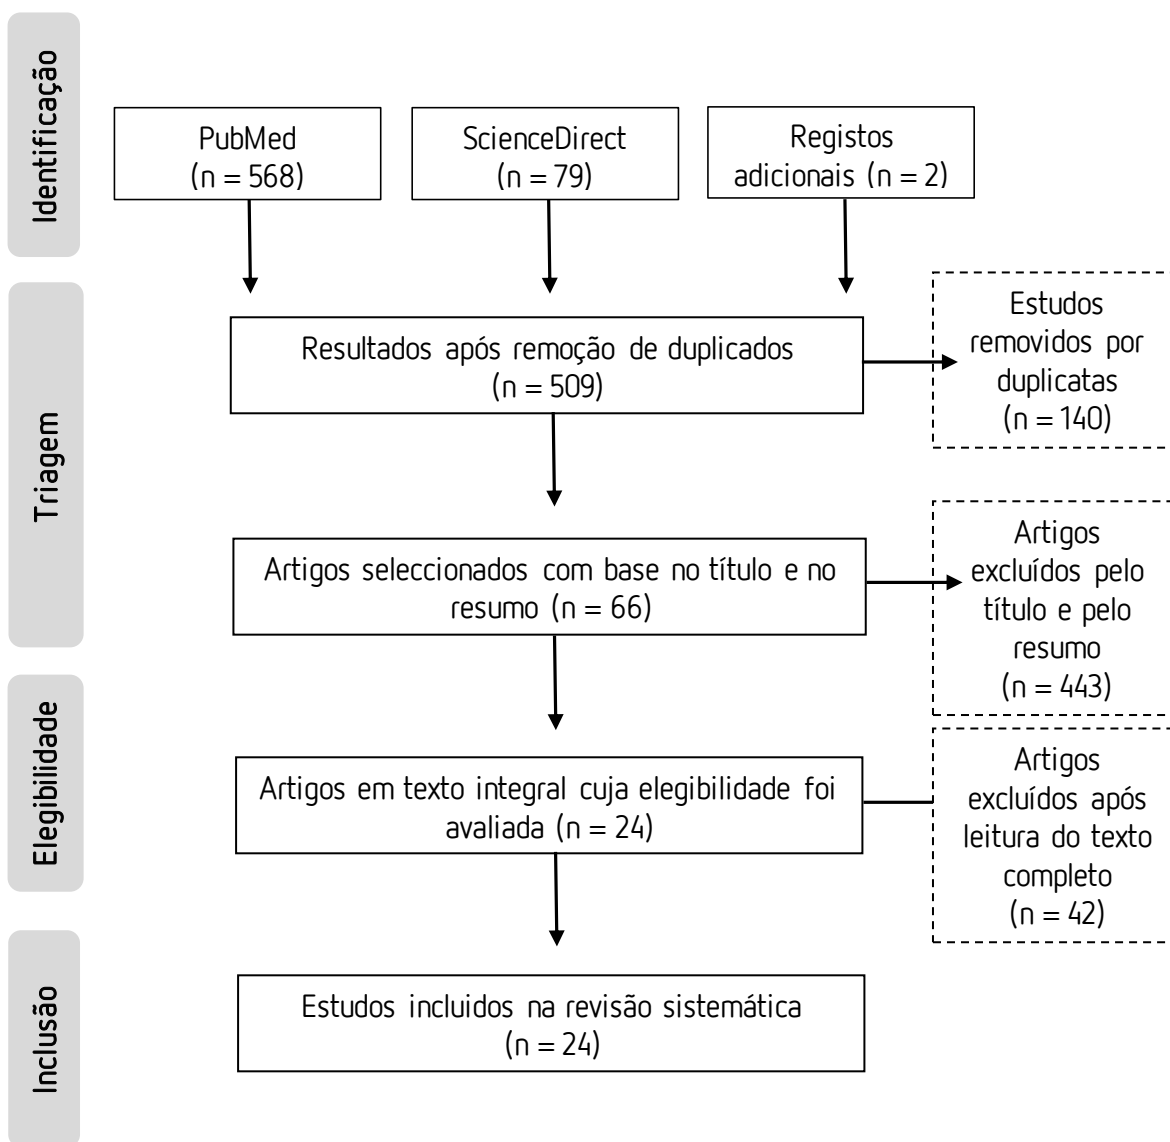 Identificação
PubMed
(n = 568)
ScienceDirect
(n = 79)
Registos
adicionais (n = 2)
Triagem
Resultados após remoção de duplicados
(n = 509)
Estudos
removidos por
duplicatas
(n = 140)
Artigos seleccionados com base no título e no
resumo (n = 66)
Artigos
excluídos pelo
título e pelo
resumo
(n = 443)
Elegibilidade
Artigos em texto integral cuja elegibilidade foi
avaliada (n = 24)
Artigos
excluídos após
leitura do texto
completo
(n = 42)
Inclusão
Estudos incluidos na revisão sistemática
(n = 24)